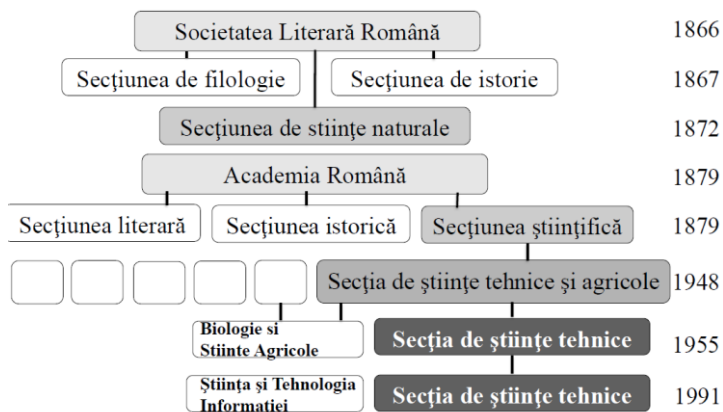 Societatea Literară Română 1866
Secţiunea de filologie Secţiunea de istorie 1867
Secţiunea de stiinţe naturale 1872
Academia Română 1879
Secţiunea literară Secţiunea istorică Secţiunea ştiinţifică 1879
Secţia de ştiinţe tehnice şi agricole 1948
Biologie si
Stiinte Agricole
Secţia de ştiinţe tehnice 1955
Ştiinţa şi Tehnologia
Informatiei
Secţia de ştiinţe tehnice 1991